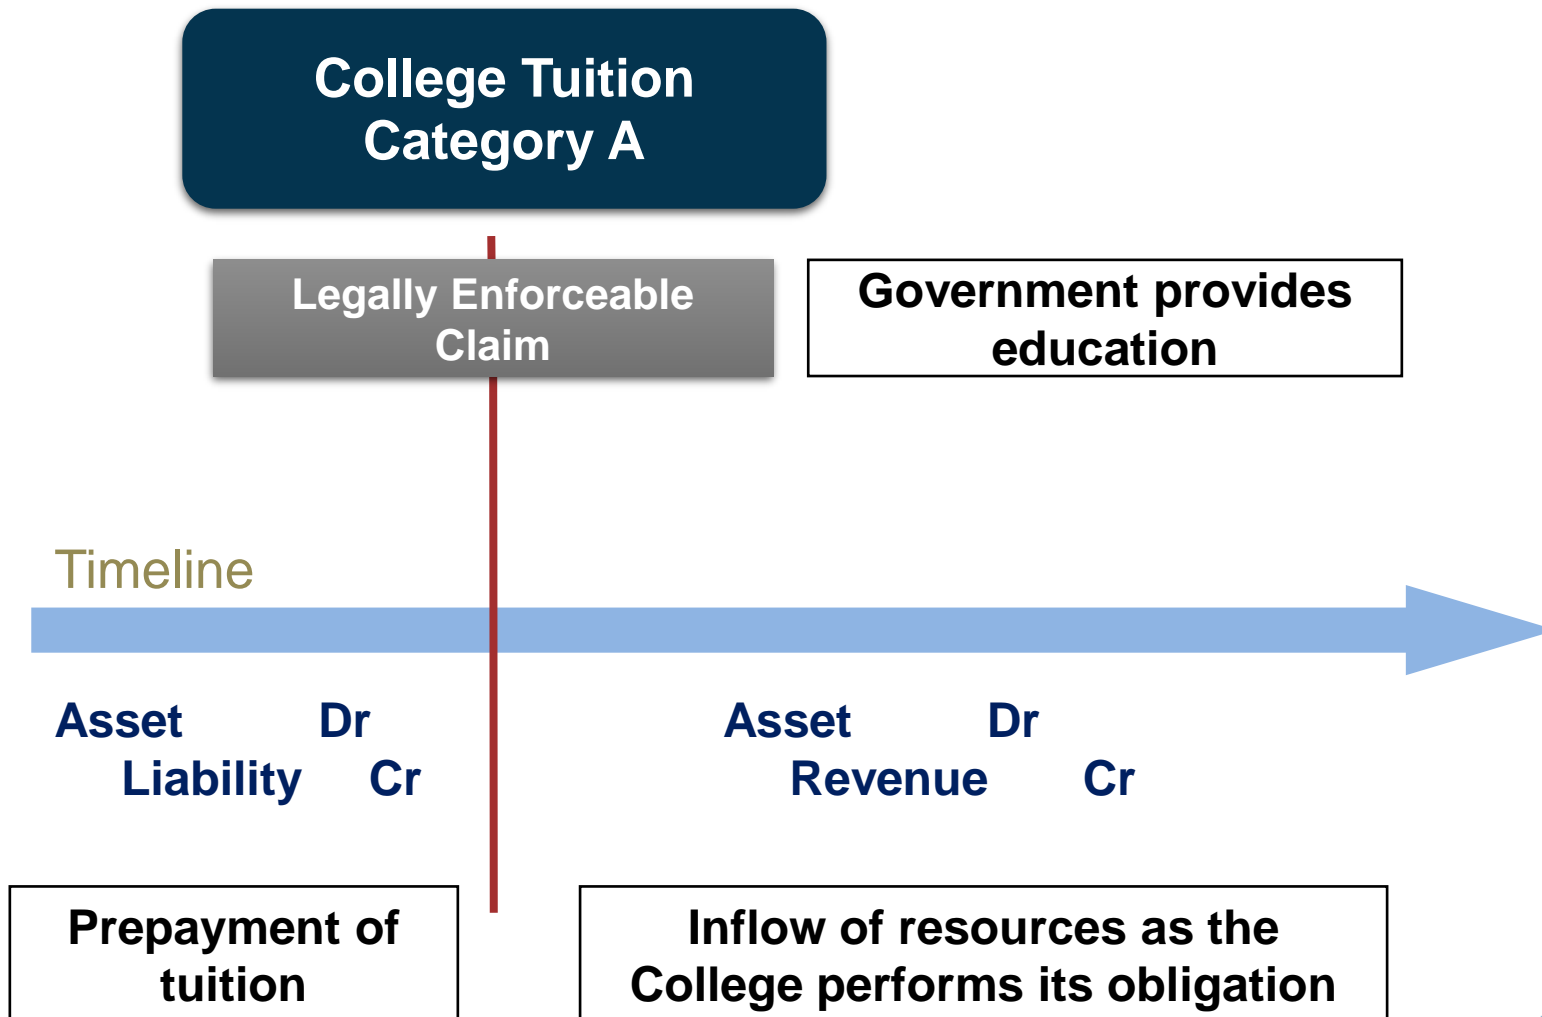 College Tuition
Category A
Legally Enforceable
Claim
Government provides
education
Timeline
Asset Dr
Liability Cr
Asset Dr
Revenue Cr
Prepayment of
tuition
Inflow of resources as the
College performs its obligation